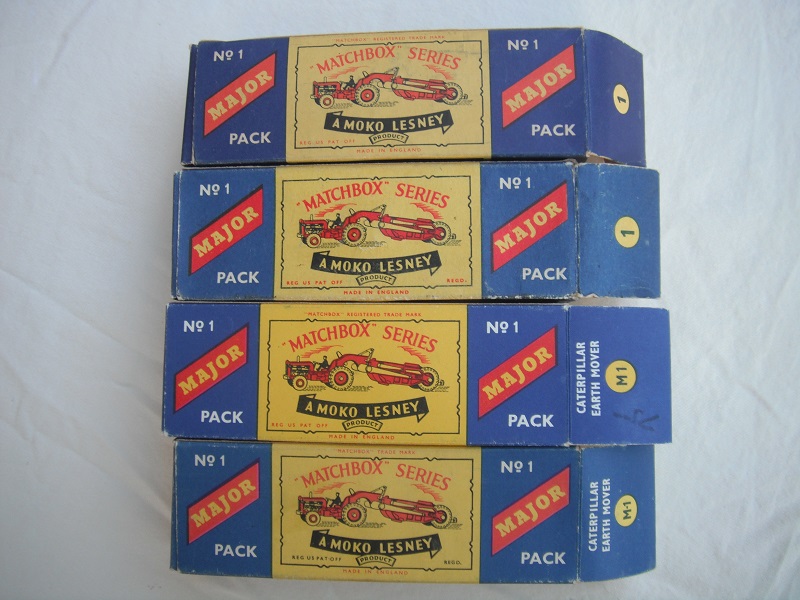 "MATCHBOX" REGISTERED TRADE MARK
Nº 1
"MATCHBOX" SERIES
Nº 1
MAJOR
MAJOR
1
A MOKO LESNEY
PACK
PRODUCT
PACK
REG US PAT OFF
MADE IN ENGLAND
Nº 1
"MATCHBOX" SERIES
Nº 1
MAJOR
MAJOR
1
A MOKO LESNEY
PACK
PRODUCT
PACK
REG US PAT OFF
REGD.
MADE IN ENGLAND
"MATCHBOX" REGISTERED TRADE MARK
Nº 1
"MATCHBOX" SERIES
Nº 1
MAJOR
MAJOR
CATERPILLAR
EARTH MOVER
M1
A MOKO LESNEY
PACK
PRODUCT
PACK
REG US PAT OFF
MADE IN ENGLAND
"MATCHBOX" TRADE MARK
Nº 1
"MATCHBOX" SERIES
Nº 1
MAJOR
MAJOR
CATERPILLAR
EARTH MOVER
M-1
A MOKO LESNEY
PACK
PRODUCT
PACK
REG US PAT OFF
REGD.
MADE IN ENGLAND